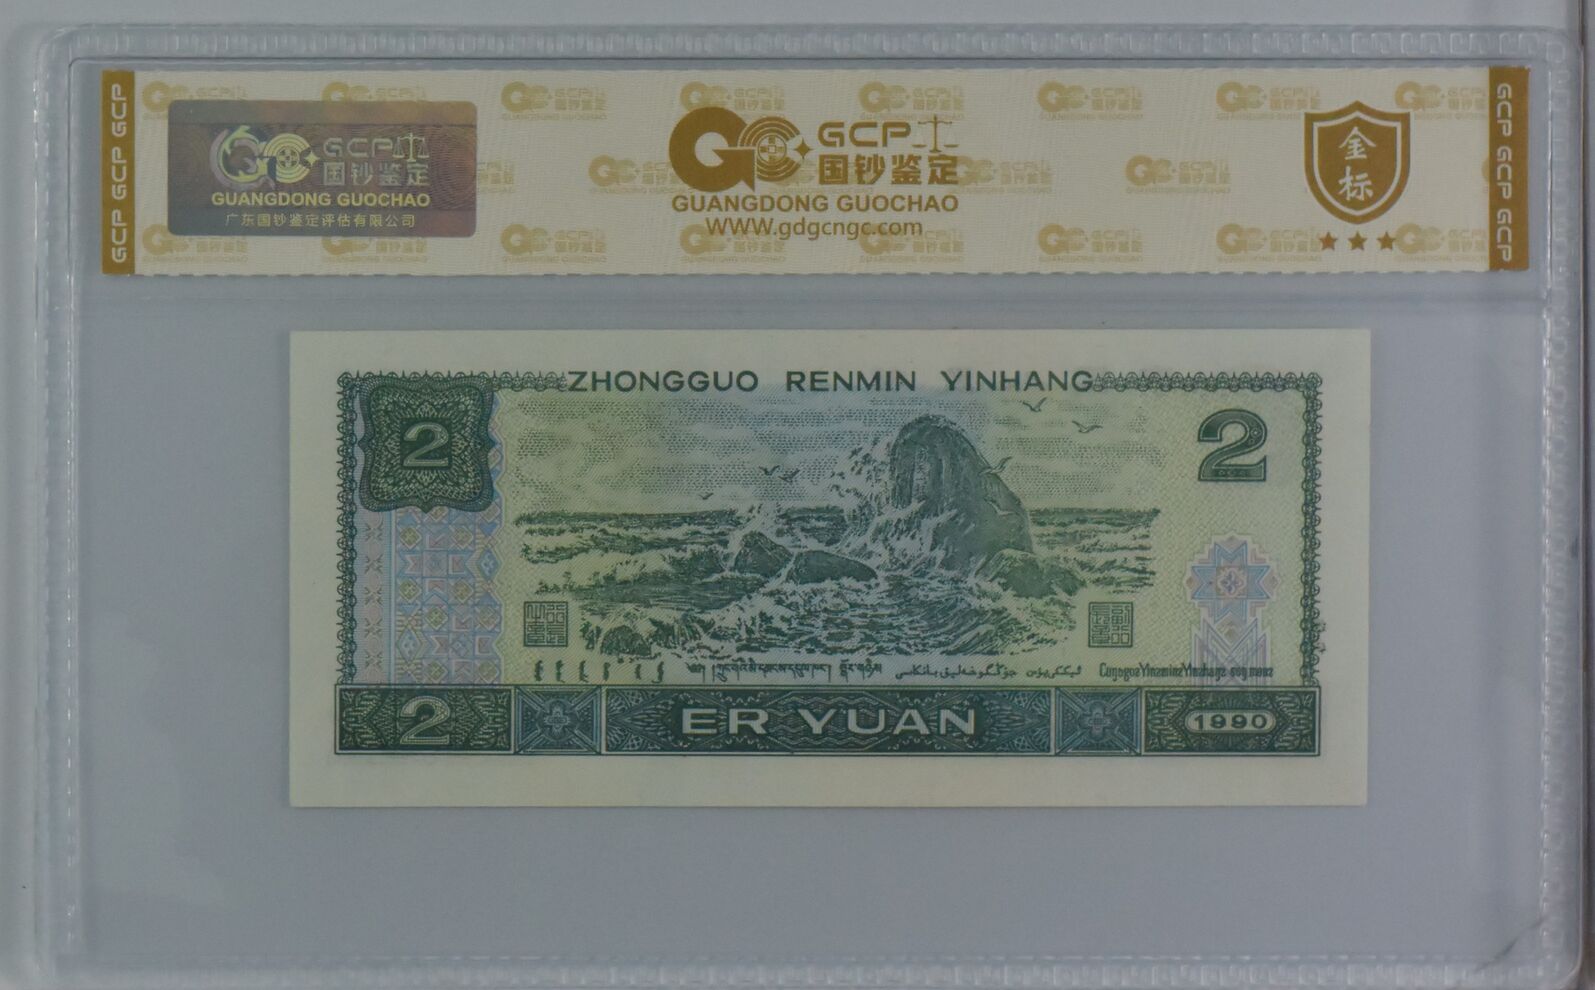 GCP GCP GCP
GCP
国钞鉴定
GUANGDONG GUOCHAO
广东国钞鉴定评估有限公司
GCP
国钞鉴定
GUANGDONG GUOCHAO
WWW.gdgcngc.com
金标
GCP GCP GCP
ZHONGGUO RENMIN YINHANG
2
2
2
ER YUAN
1990